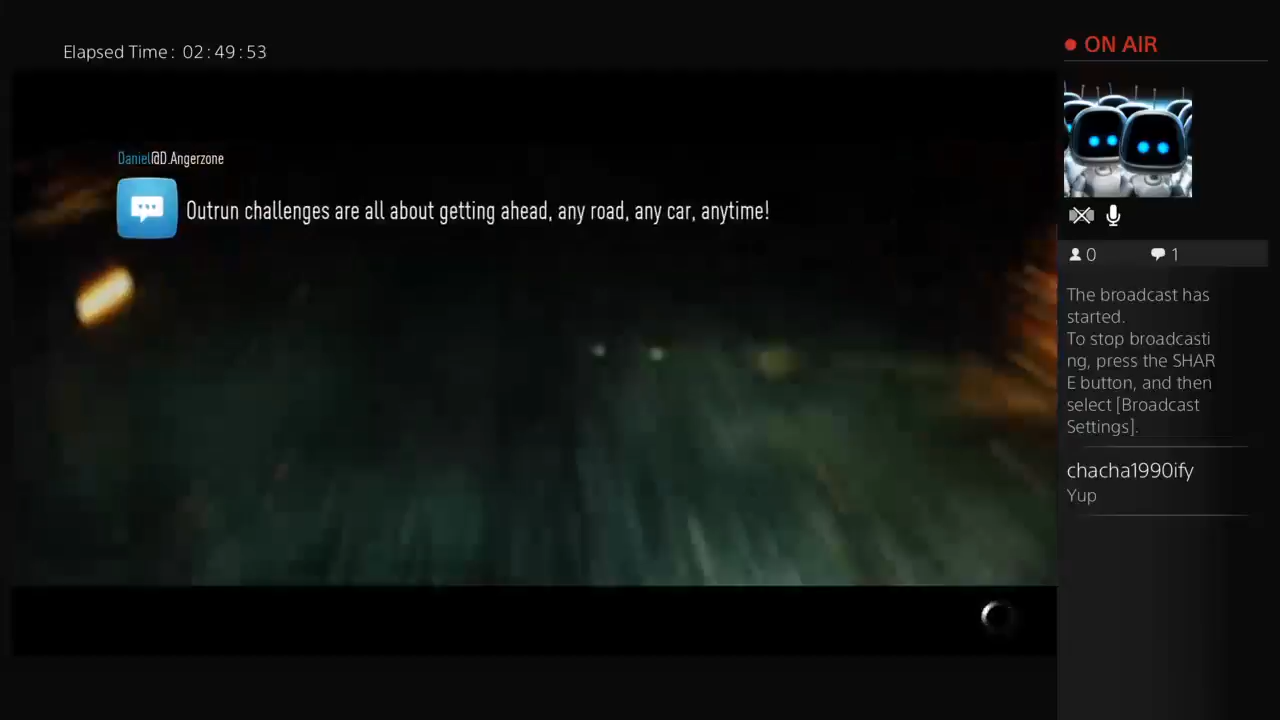 Elapsed Time: 02:49:53
ON AIR
Daniel@D.Angerzone
Outrun challenges are all about getting ahead, any road, any car, anytime!
0 1
The broadcast has
started.
To stop broadcasti
ng, press the SHAR
E button, and then
select [Broadcast
Settings].
chacha1990ify
Yup